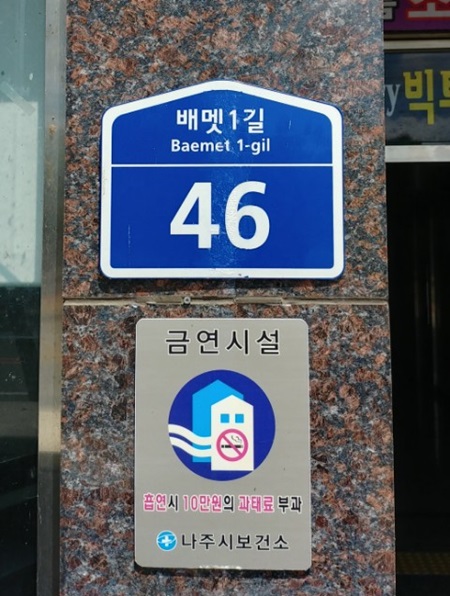 배멧1길
Baemet 1-gil
46
금연시설
흡연시 10만원의 과태료 부과
나주시보건소